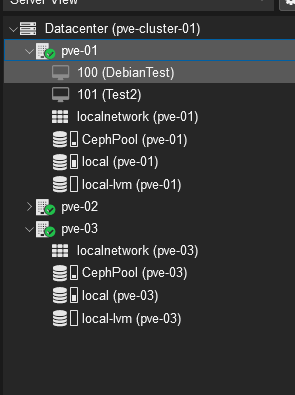 Server View
Datacenter (pve-cluster-01)
pve-01
100 (DebianTest)
101 (Test2)
localnetwork (pve-01)
CephPool (pve-01)
local (pve-01)
local-lvm (pve-01)
pve-02
pve-03
localnetwork (pve-03)
CephPool (pve-03)
local (pve-03)
local-lvm (pve-03)